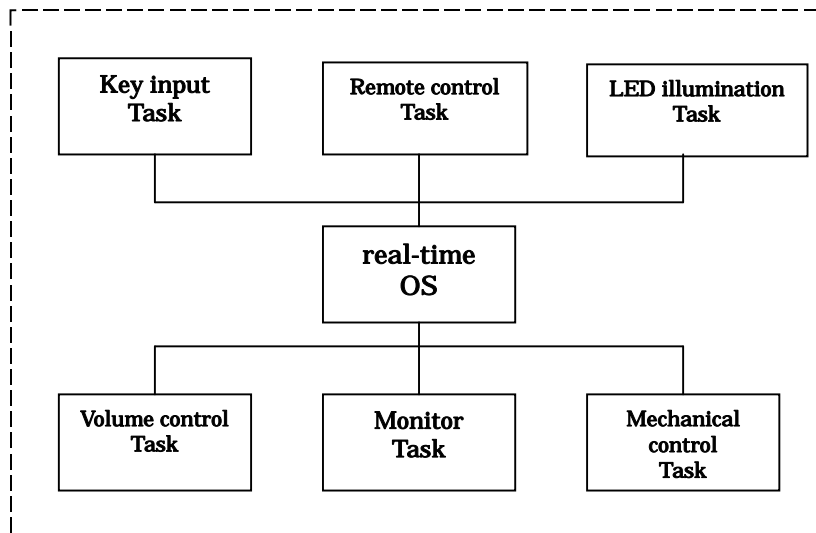 Key input
Task
Remote control
Task
LED illumination
Task
real-time
OS
Volume control
Task
Monitor
Task
Mechanical
control
Task